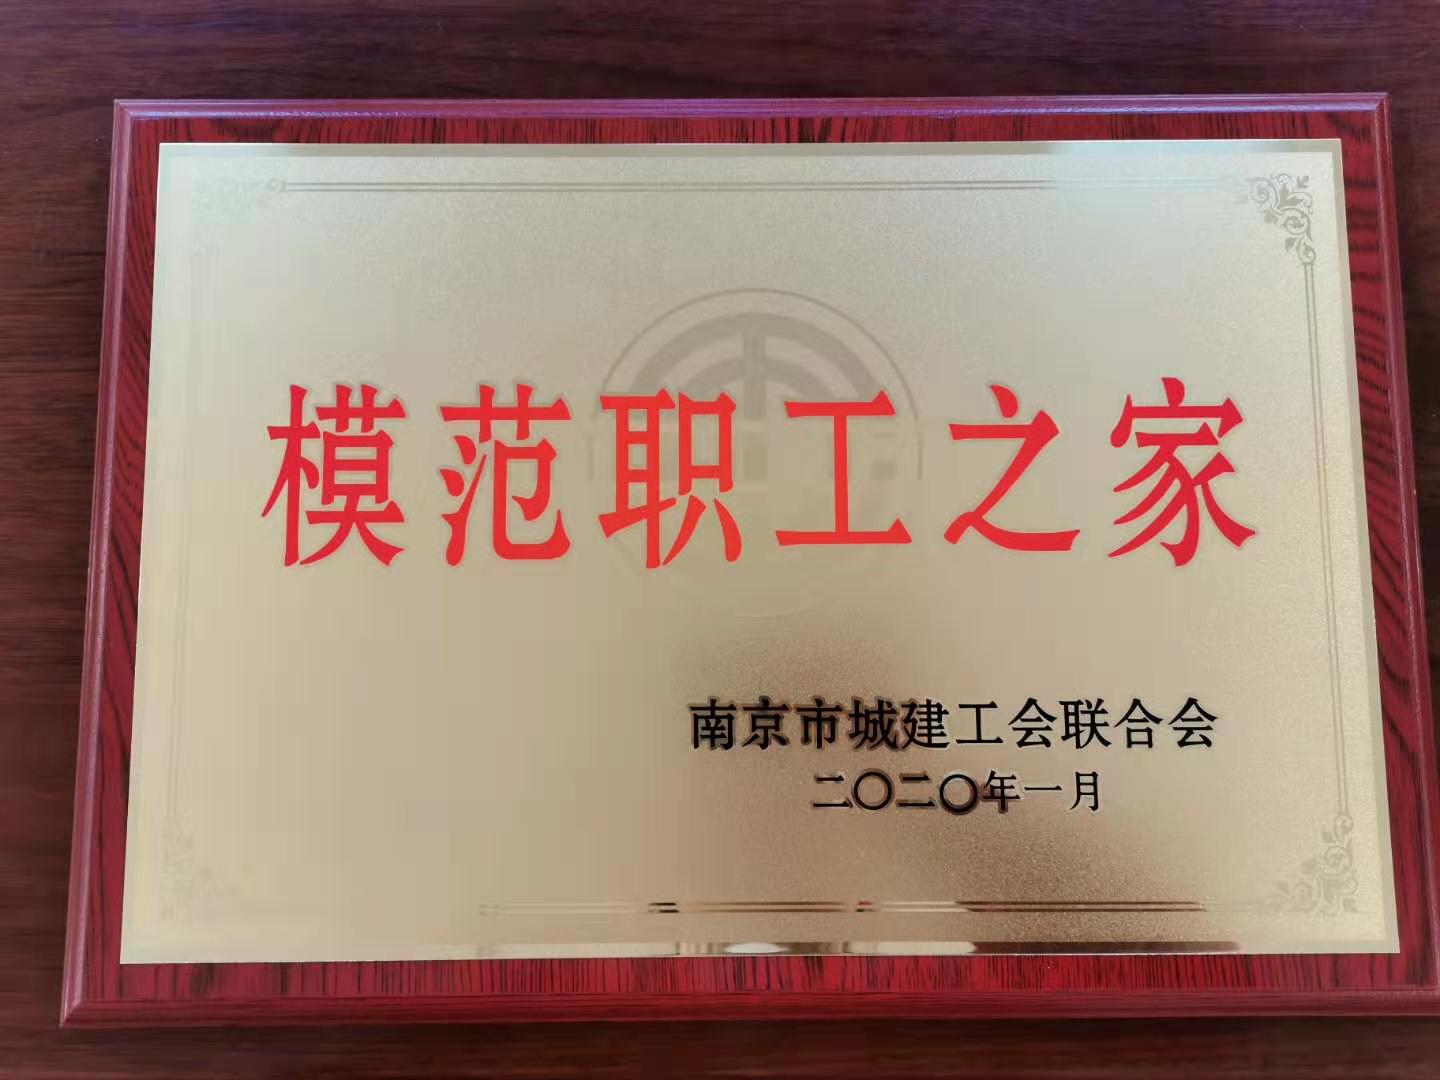 模范职工之家
南京市城建工会联合会
二〇二〇年一月